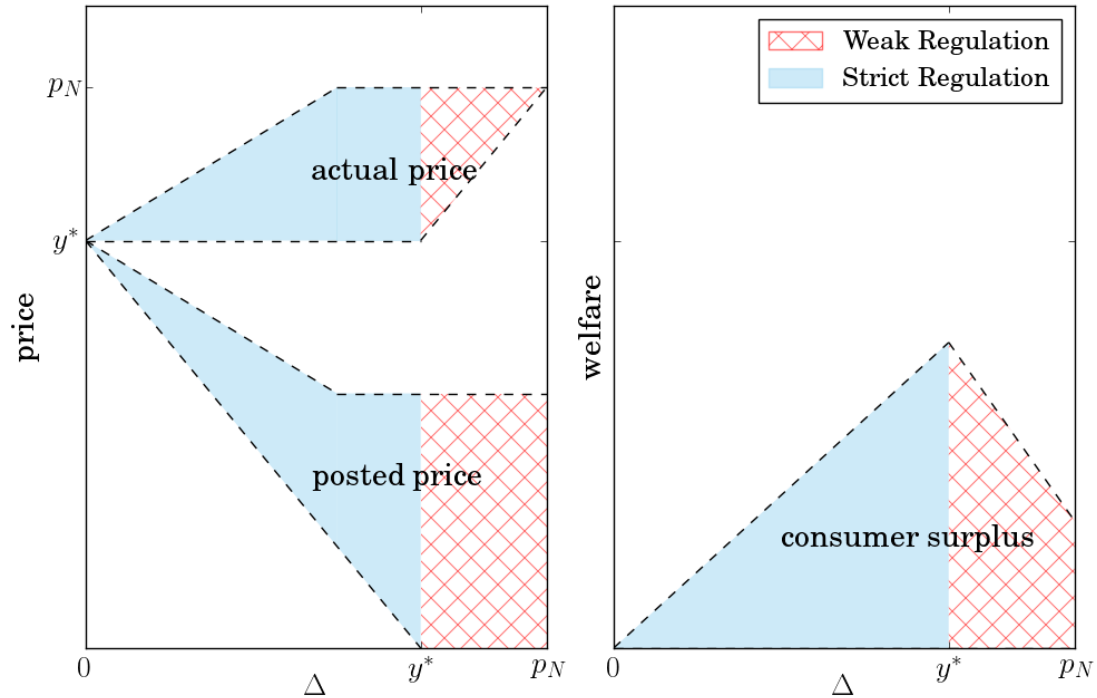 p_N
actual price
y*
price
posted price
0
Δ
y*
p_N
Weak Regulation
Strict Regulation
welfare
consumer surplus
0
Δ
y*
p_N